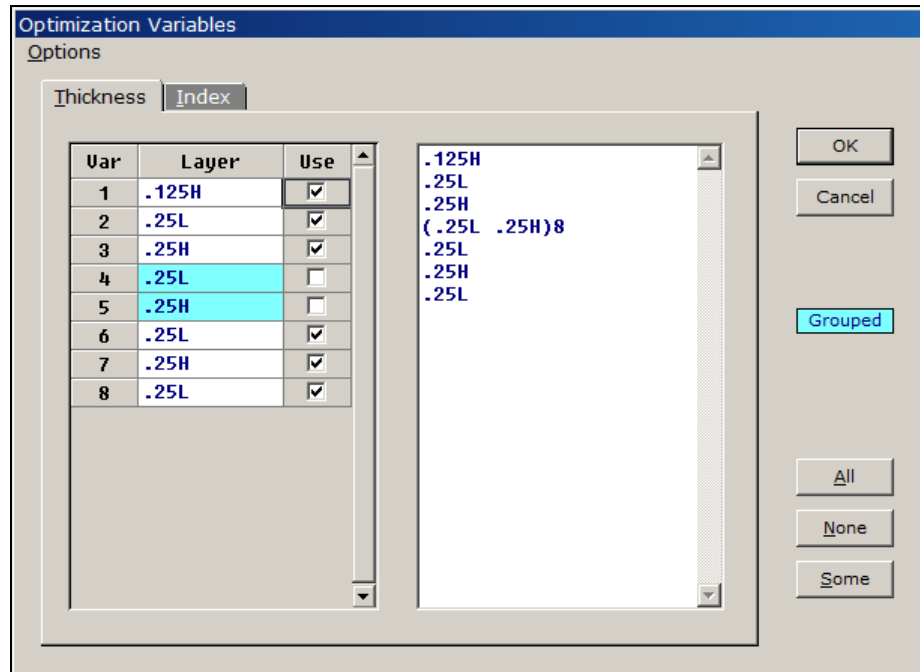 Optimization Variables
Options
Thickness Index
Var Layer Use
1 .125H
2 .25L
3 .25H
4 .25L
5 .25H
6 .25L
7 .25H
8 .25L
.125H
.25L
.25H
(.25L .25H)8
.25L
.25H
.25L
OK
Cancel
Grouped
All
None
Some